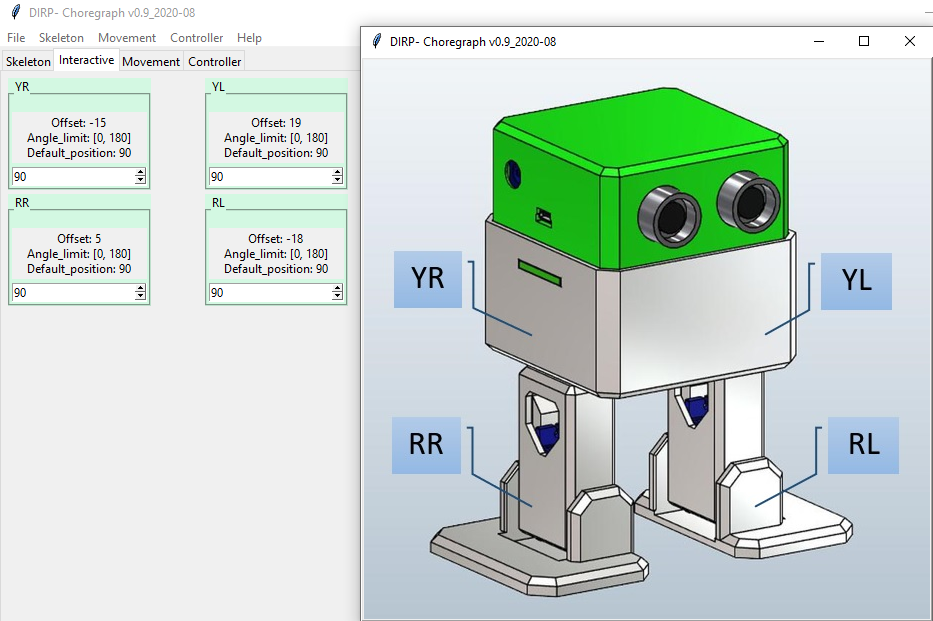 DIRP- Choregraph v0.9_2020-08
File Skeleton Movement Controller Help
Skeleton Interactive Movement Controller
YR
Offset: -15
Angle_limit: [0, 180]
Default_position: 90
90
YL
Offset: 19
Angle_limit: [0, 180]
Default_position: 90
90
RR
Offset: 5
Angle_limit: [0, 180]
Default_position: 90
90
RL
Offset: -18
Angle_limit: [0, 180]
Default_position: 90
90
DIRP- Choregraph v0.9_2020-08
YR
YL
RR
RL